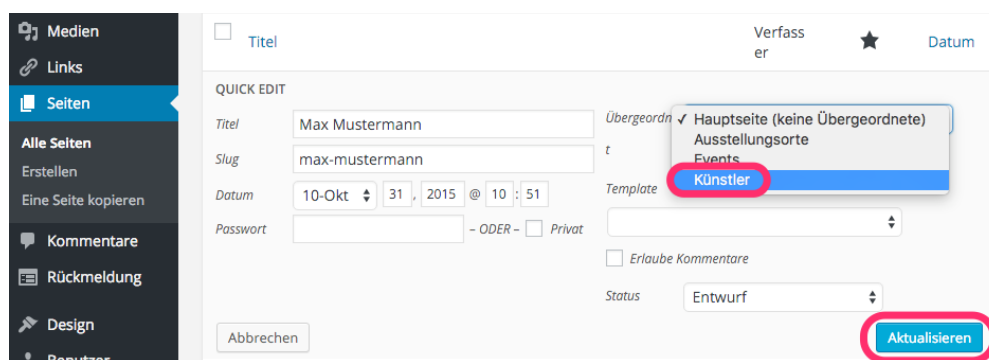 Medien
Links
Seiten
Alle Seiten
Erstellen
Eine Seite kopieren
Kommentare
Rückmeldung
Design
Benutzer
Titel
Verfass
er
Datum
QUICK EDIT
Titel Max Mustermann
Slug max-mustermann
Datum 10-Okt 31 , 2015 @ 10 : 51
Passwort – ODER – Privat
Übergeordn
t
✓ Hauptseite (keine Übergeordnete)
Ausstellungsorte
Events
Künstler
Template
Erlaube Kommentare
Status Entwurf
Abbrechen
Aktualisieren